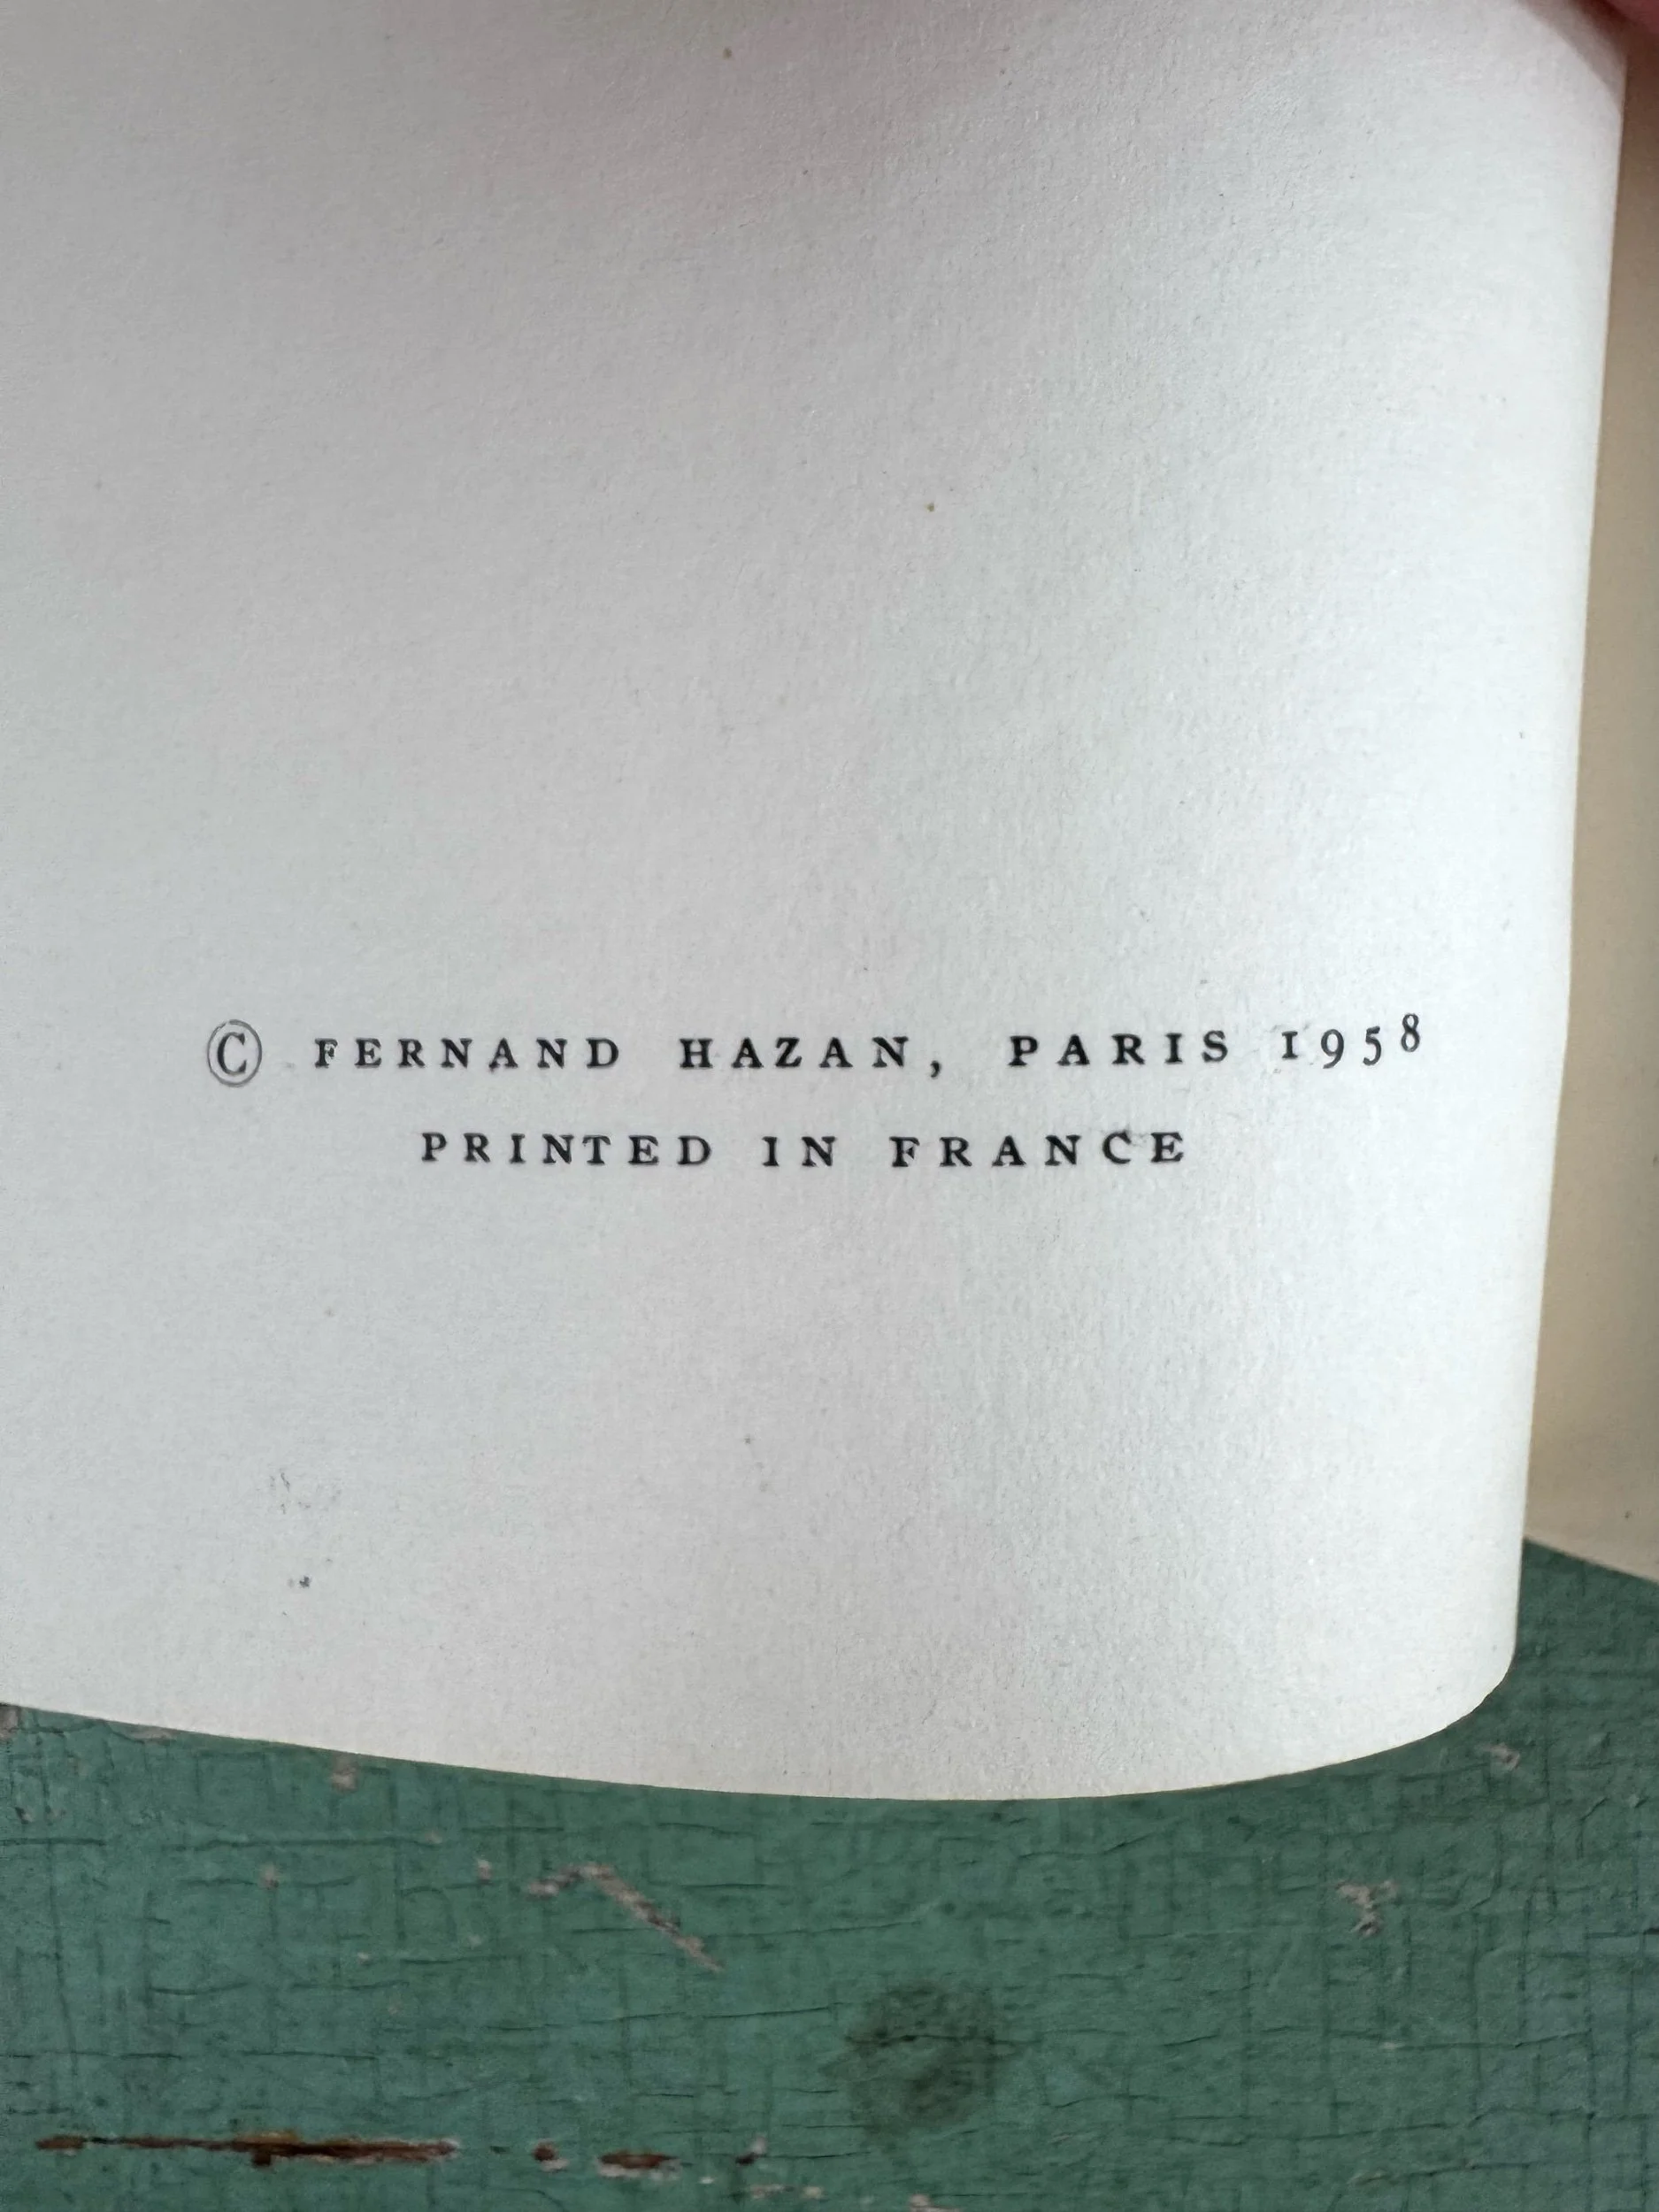 © FERNAND HAZAN, PARIS 1958
PRINTED IN FRANCE